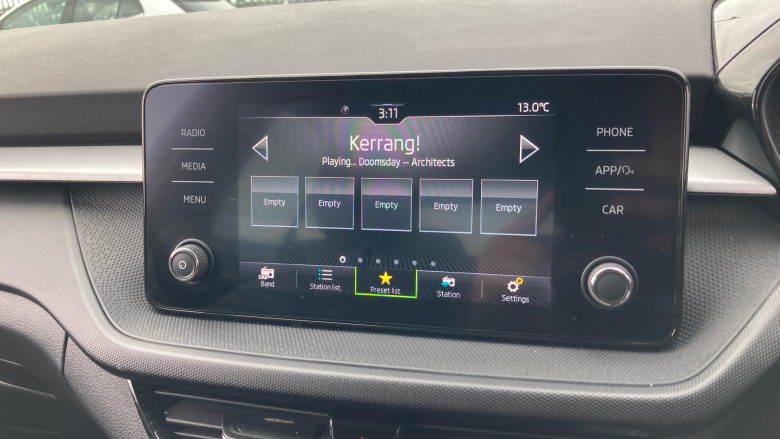 RADIO
MEDIA
MENU
3:11
13.0°C
Kerrang!
Playing... Doomsday -- Architects
Empty
Empty
Empty
Empty
Empty
Band
Station list
Preset list
Station
Settings
PHONE
APP/
CAR